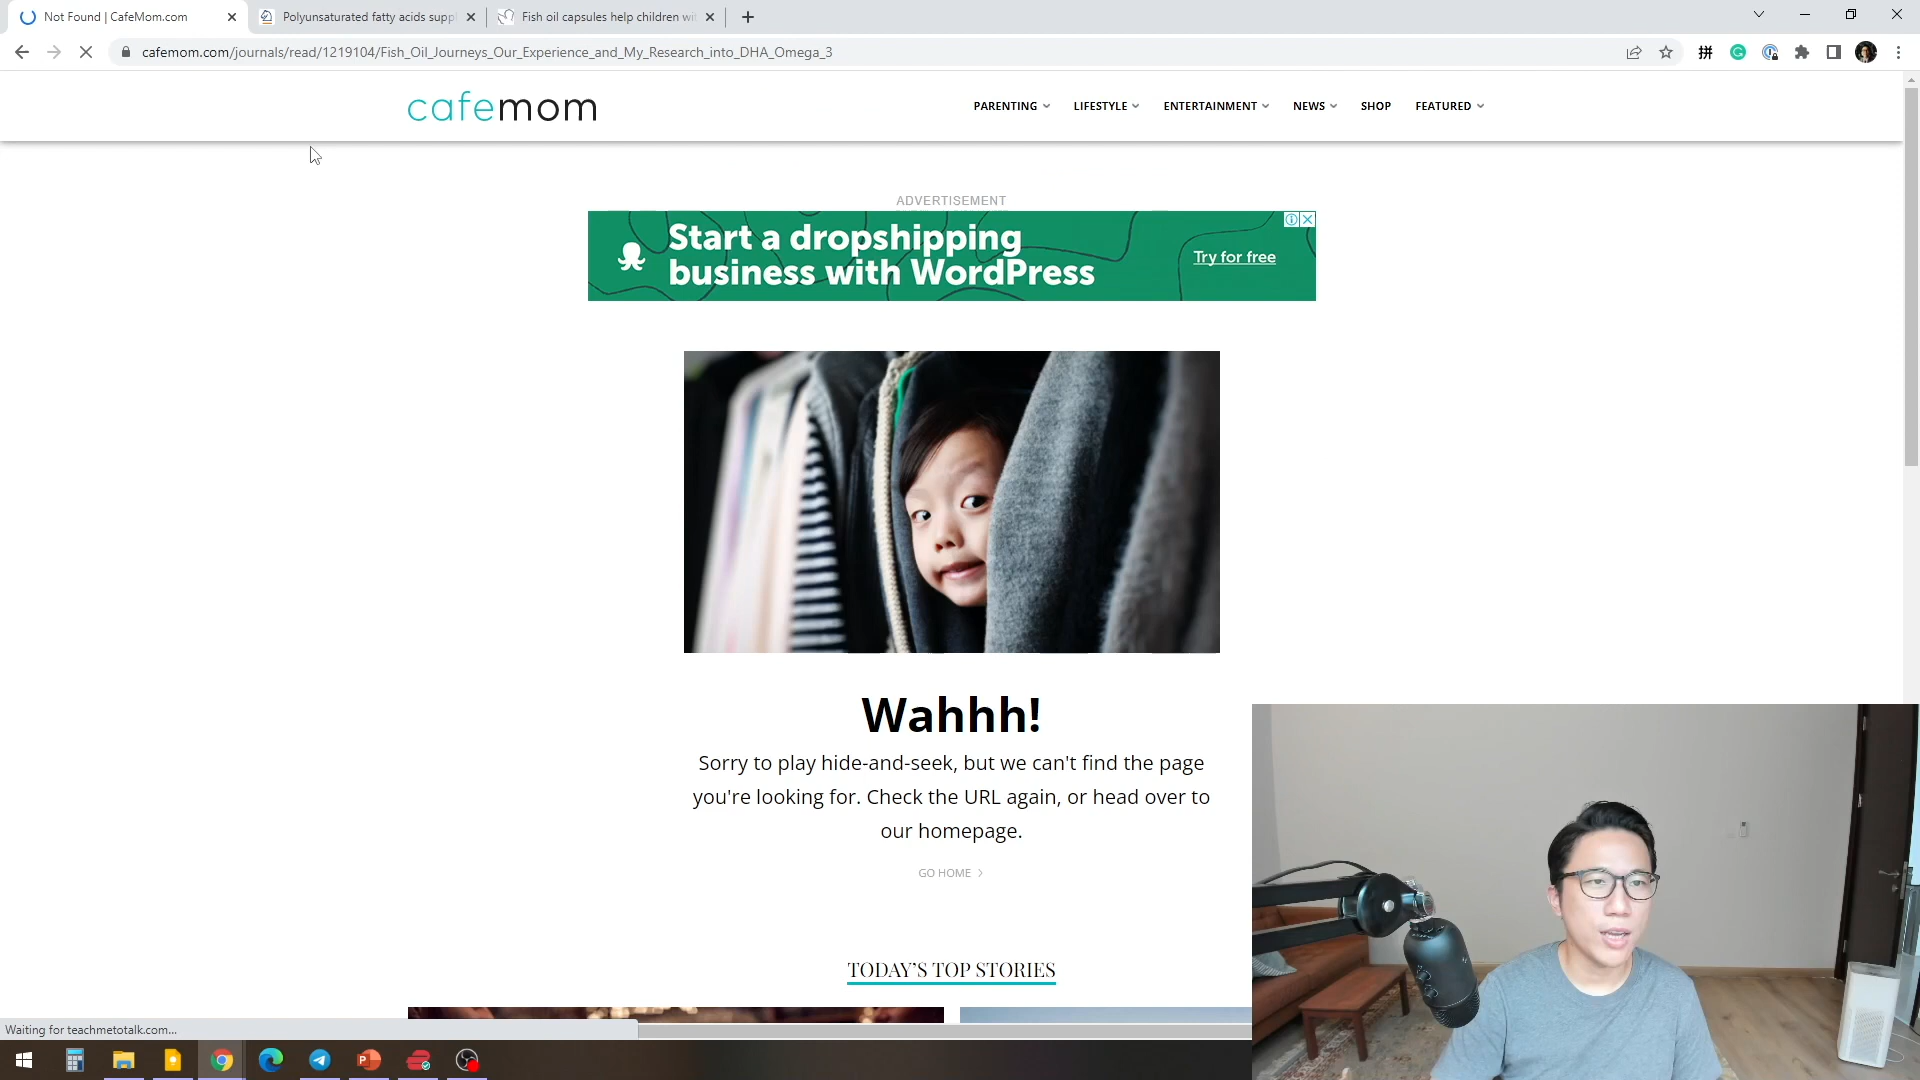 Not Found | CafeMom.com
Polyunsaturated fatty acids supp
Fish oil capsules help children wi
cafemom.com/journals/read/1219104/Fish_Oil_Journeys_Our_Experience_and_My_Research_into_DHA_Omega_3
cafemom
PARENTING
LIFESTYLE
ENTERTAINMENT
NEWS
SHOP
FEATURED
ADVERTISEMENT
Start a dropshipping
business with WordPress
Try for free
Wahhh!
Sorry to play hide-and-seek, but we can't find the page
you're looking for. Check the URL again, or head over to
our homepage.
GO HOME
TODAY'S TOP STORIES
Waiting for teachmetotalk.com...